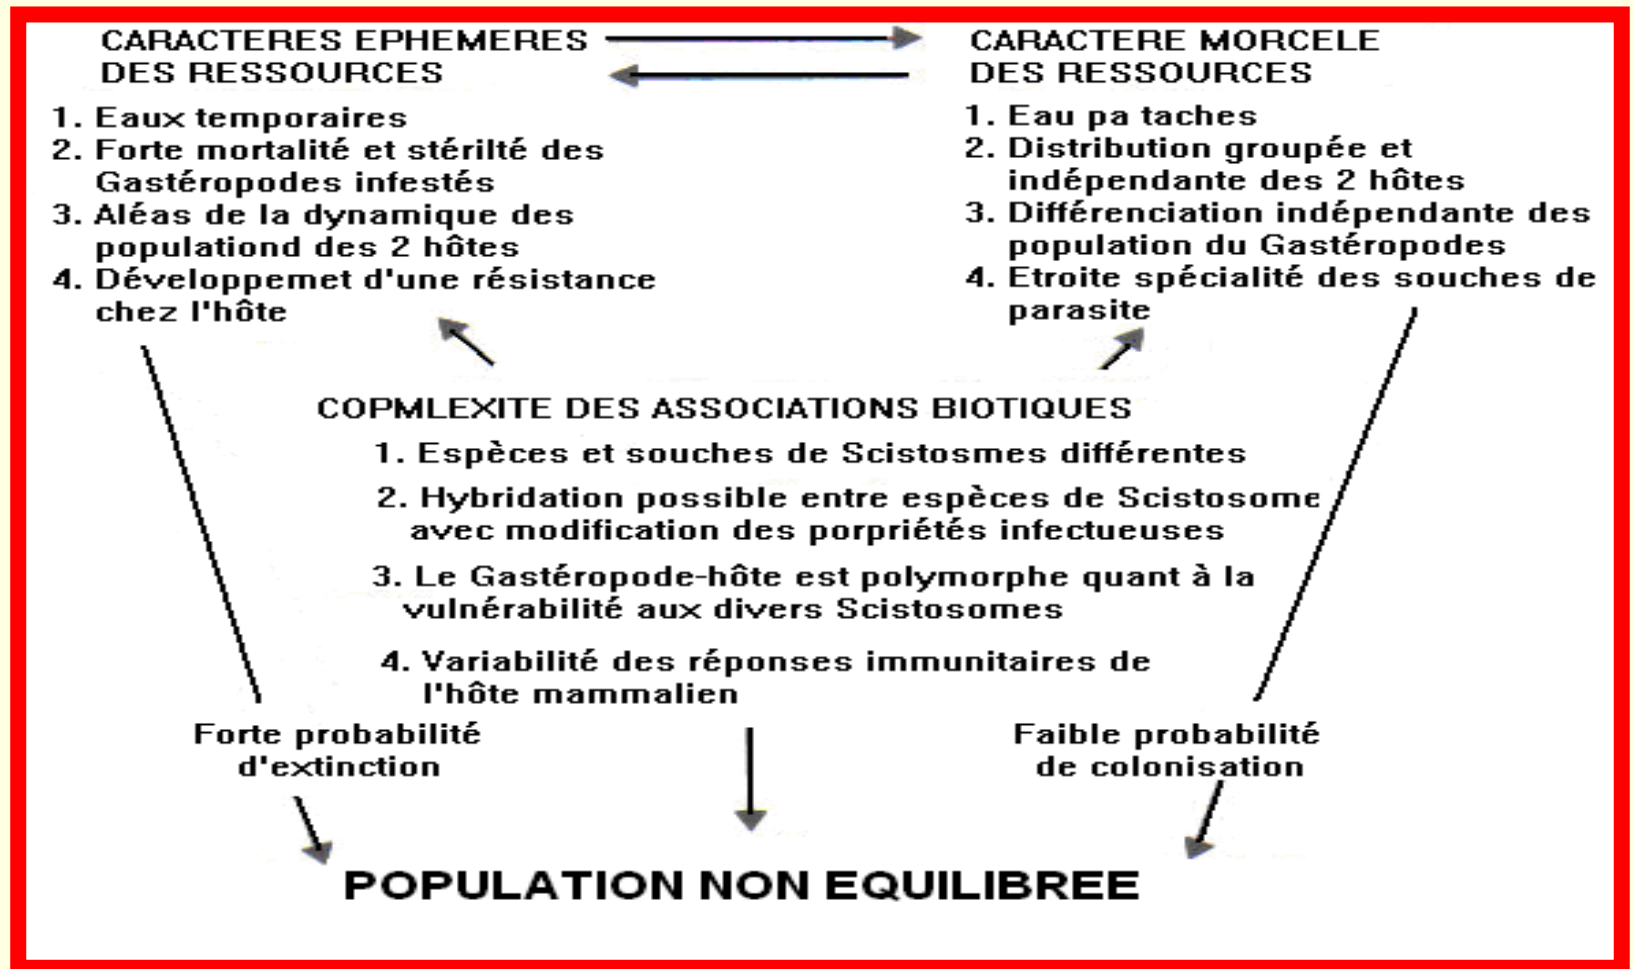 CARACTERES EPHEMERES
DES RESSOURCES
1. Eaux temporaires
2. Forte mortalité et stérilté des
Gastéropodes infestés
3. Aléas de la dynamique des
populationd des 2 hôtes
4. Développemet d'une résistance
chez l'hôte
CARACTERE MORCELE
DES RESSOURCES
1. Eau pa taches
2. Distribution groupée et
indépendante des 2 hôtes
3. Différenciation indépendante des
population du Gastéropodes
4. Etroite spécialité des souches de
parasite
COPMLEXITE DES ASSOCIATIONS BIOTIQUES
1. Espèces et souches de Scistosmes différentes
2. Hybridation possible entre espèces de Scistosome
avec modification des porpriétés infectueuses
3. Le Gastéropode-hôte est polymorphe quant à la
vulnérabilité aux divers Scistosomes
4. Variabilité des réponses immunitaires de
l'hôte mammalien
Forte probabilité
d'extinction
Faible probabilité
de colonisation
POPULATION NON EQUILIBREE